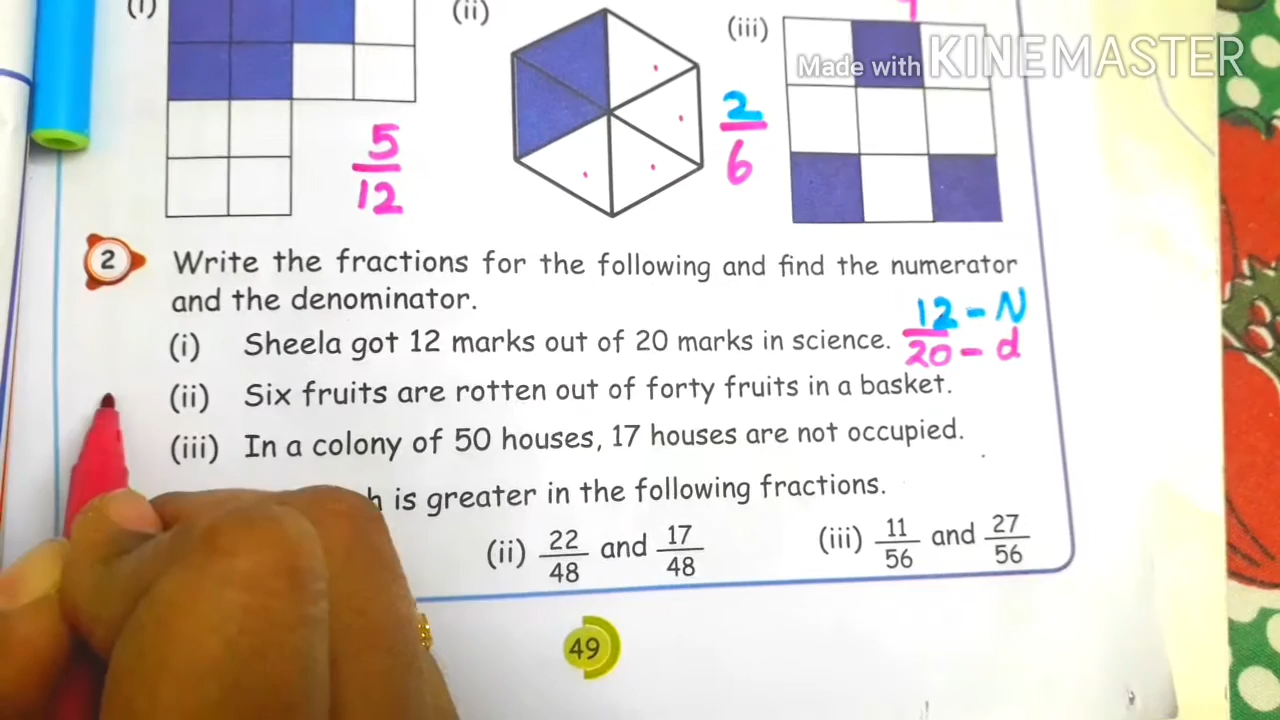 (i)
(ii)
(iii)
Made with KINEMASTER
5
12
2
6
2 Write the fractions for the following and find the numerator
and the denominator.
12 - N
20 - d
(i) Sheela got 12 marks out of 20 marks in science.
(ii) Six fruits are rotten out of forty fruits in a basket.
(iii) In a colony of 50 houses, 17 houses are not occupied.
is greater in the following fractions.
(ii) 22/48 and 17/48 (iii) 11/56 and 27/56
49